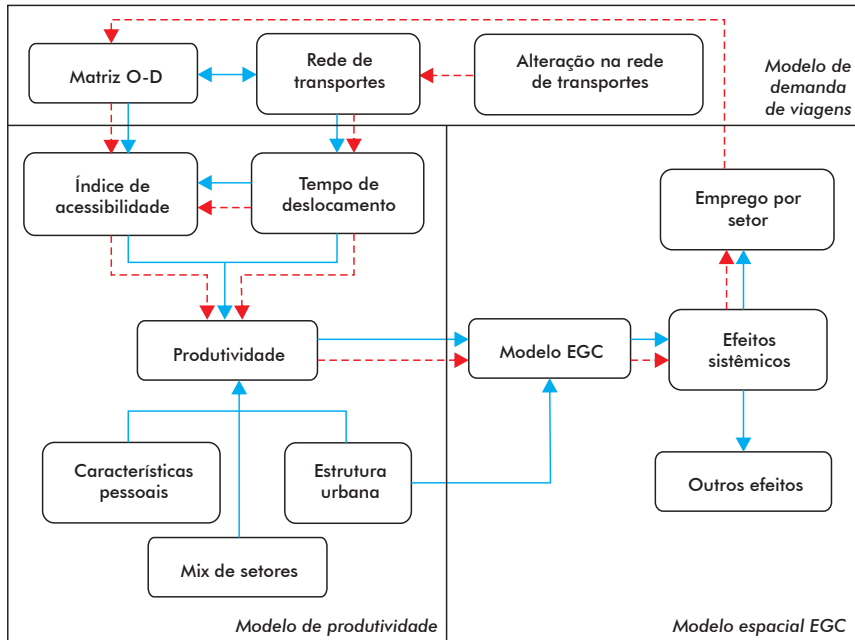 Matriz O-D
Rede de
transportes
Alteração na rede
de transportes
Modelo de
demanda
de viagens
Índice de
acessibilidade
Tempo de
deslocamento
Emprego por
setor
Produtividade
Modelo EGC
Efeitos
sistêmicos
Características
pessoais
Estrutura
urbana
Outros efeitos
Mix de setores
Modelo de produtividade
Modelo espacial EGC